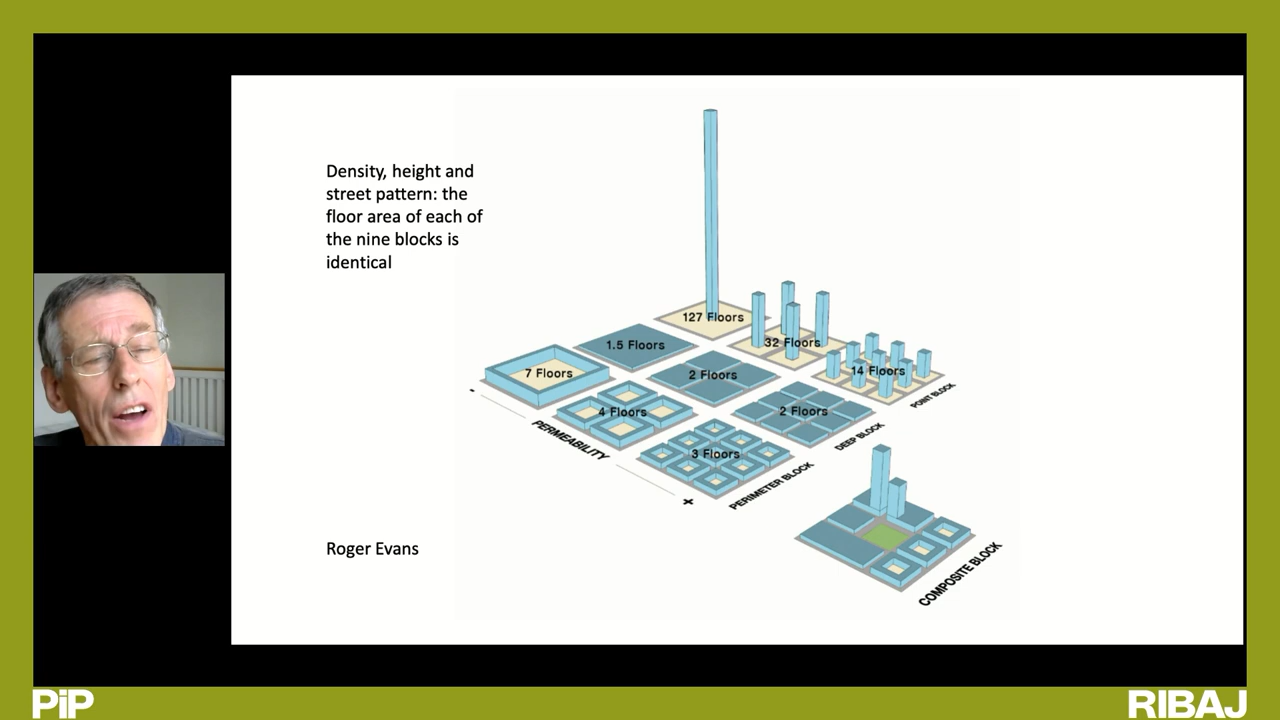 Density, height and
street pattern: the
floor area of each of
the nine blocks is
identical
127 Floors
32 Floors
14 Floors
1.5 Floors
2 Floors
2 Floors
7 Floors
4 Floors
3 Floors
-
PERMEABILITY
+
POINT BLOCK
DEEP BLOCK
PERIMETER BLOCK
COMPOSITE BLOCK
Roger Evans
PiP
RIBAJ